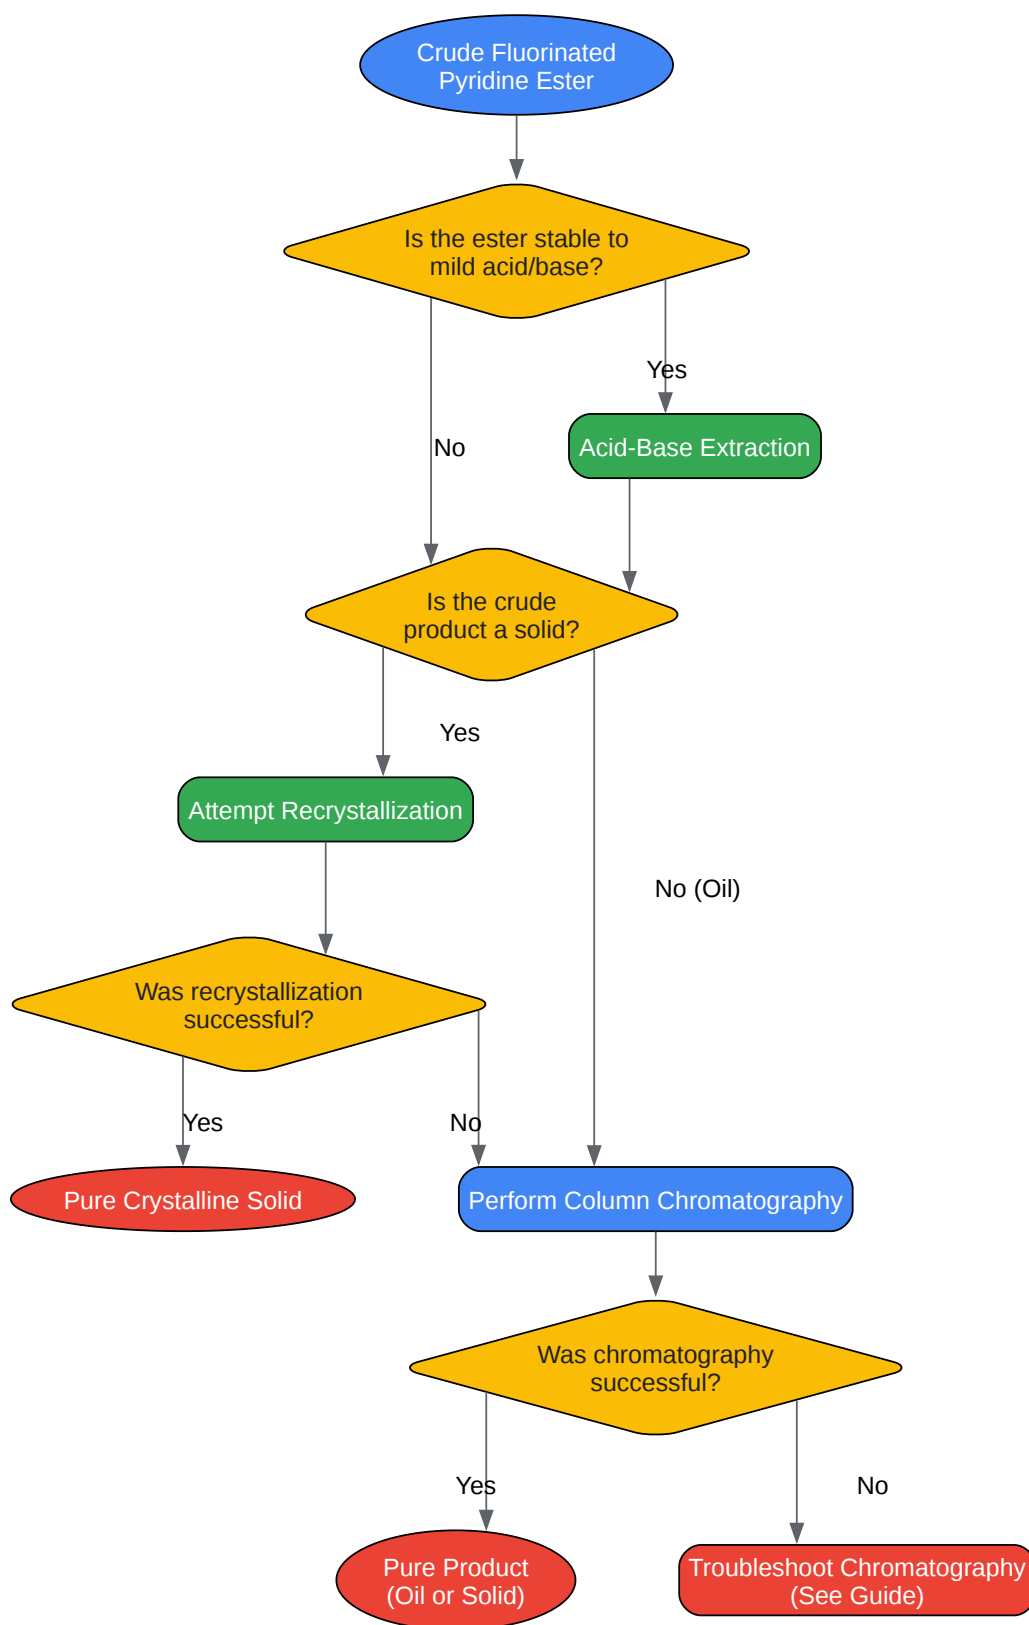 Crude Fluorinated
Pyridine Ester
Is the ester stable to
mild acid/base?
Yes
No
Acid-Base Extraction
Is the crude
product a solid?
Yes
Attempt Recrystallization
No (Oil)
Was recrystallization
successful?
Yes
No
Pure Crystalline Solid
Perform Column Chromatography
Was chromatography
successful?
Yes
No
Pure Product
(Oil or Solid)
Troubleshoot Chromatography
(See Guide)